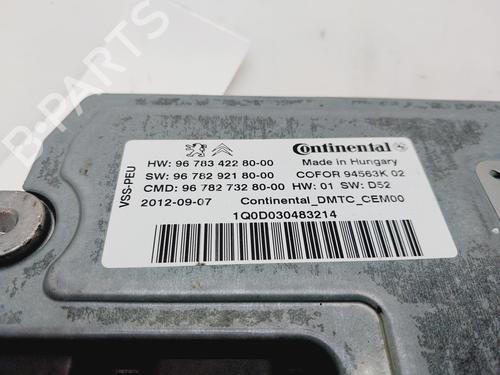 B-PARTS
VSS-PEU
Continental
HW: 96 783 422 80-00
Made in Hungary
SW: 96 782 921 80-00
COFOR 94563K 02
CMD: 96 782 732 80-00
HW: 01 SW: D52
2012-09-07
Continental_DMTC_CEM00
1Q0D030483214